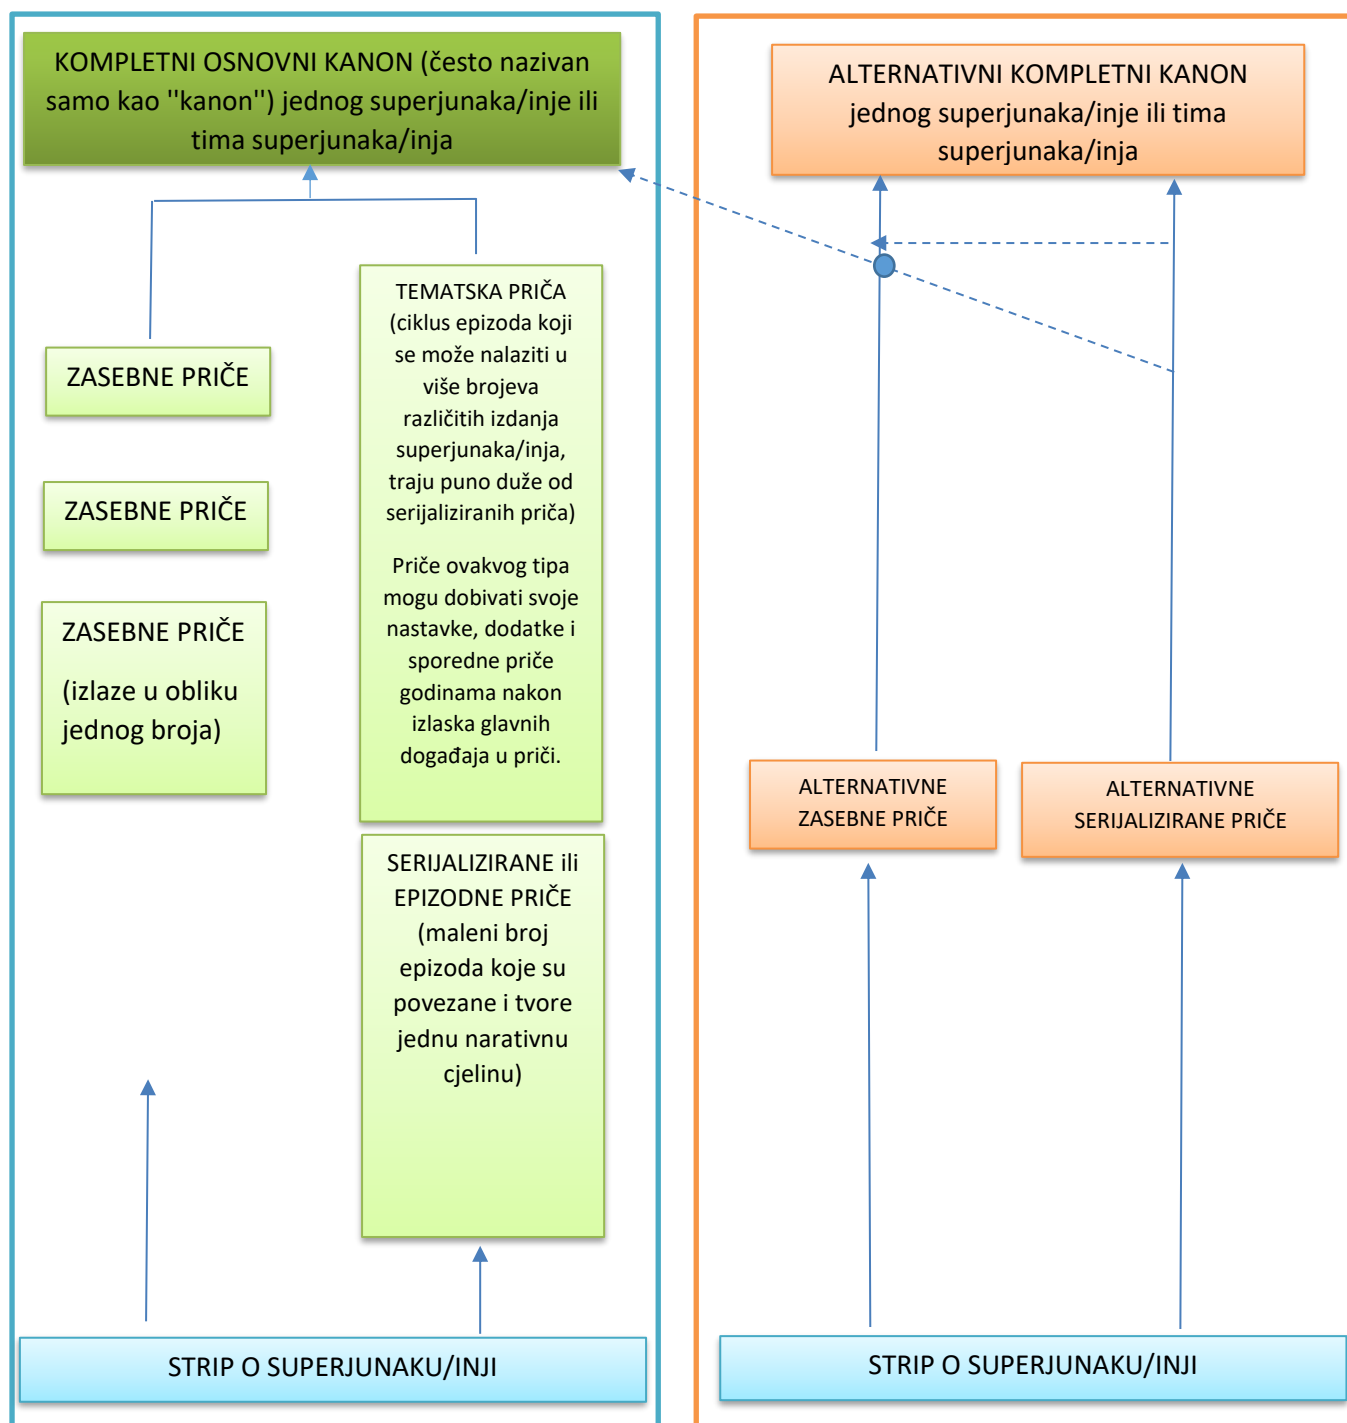 KOMPLETNI OSNOVNI KANON (često nazivan
samo kao "kanon") jednog superjunaka/inje ili
tima superjunaka/inja
ZASEBNE PRIČE
ZASEBNE PRIČE
ZASEBNE PRIČE
(izlaze u obliku
jednog broja)
TEMATSKA PRIČA
(ciklus epizoda koji
se može nalaziti u
više brojeva
različitih izdanja
superjunaka/inja,
traju puno duže od
serijaliziranih priča)
Priče ovakvog tipa
mogu dobivati svoje
nastavke, dodatke i
sporedne priče
godinama nakon
izlaska glavnih
događaja u priči.
SERIJALIZIRANE ili
EPIZODNE PRIČE
(maleni broj
epizoda koje su
povezane i tvore
jednu narativnu
cjelinu)
STRIP O SUPERJUNAKU/INJI
ALTERNATIVNI KOMPLETNI KANON
jednog superjunaka/inje ili tima
superjunaka/inja
ALTERNATIVNE
ZASEBNE PRIČE
ALTERNATIVNE
SERIJALIZIRANE PRIČE
STRIP O SUPERJUNAKU/INJI